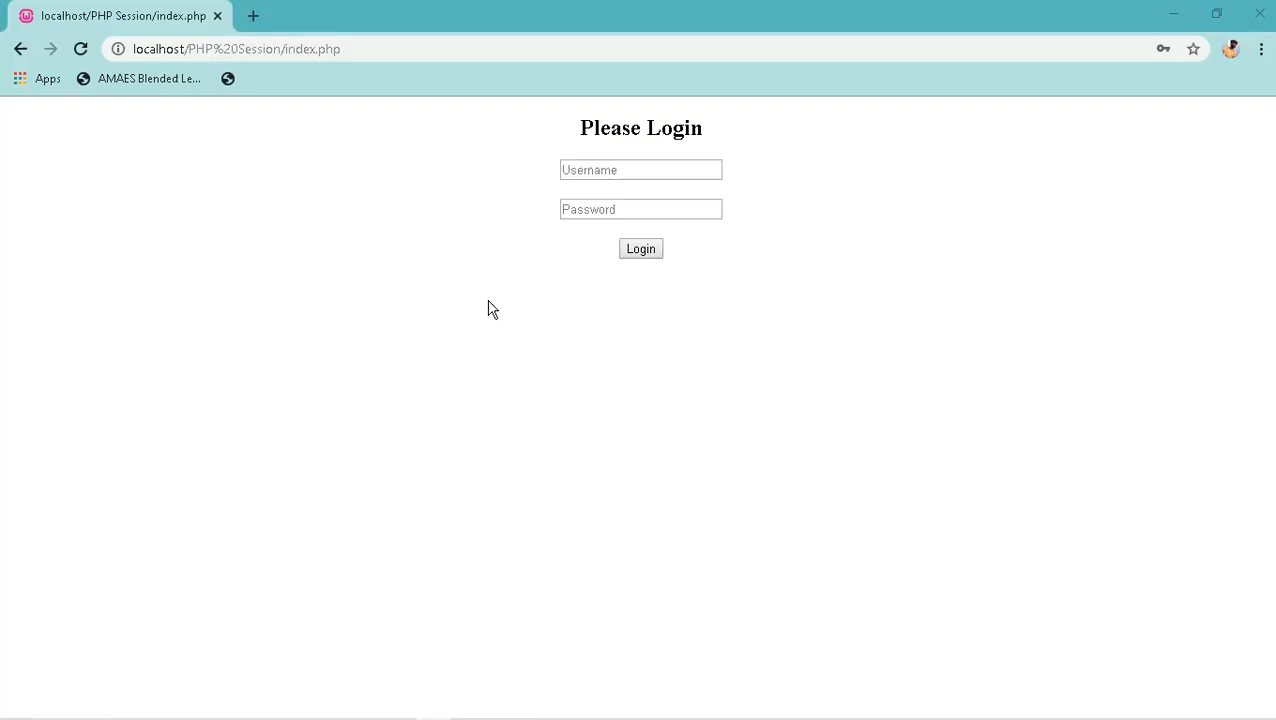 localhost/PHP Session/index.php
localhost/PHP%20Session/index.php
Apps
AMAES Blended Le...
Please Login
Username
Password
Login